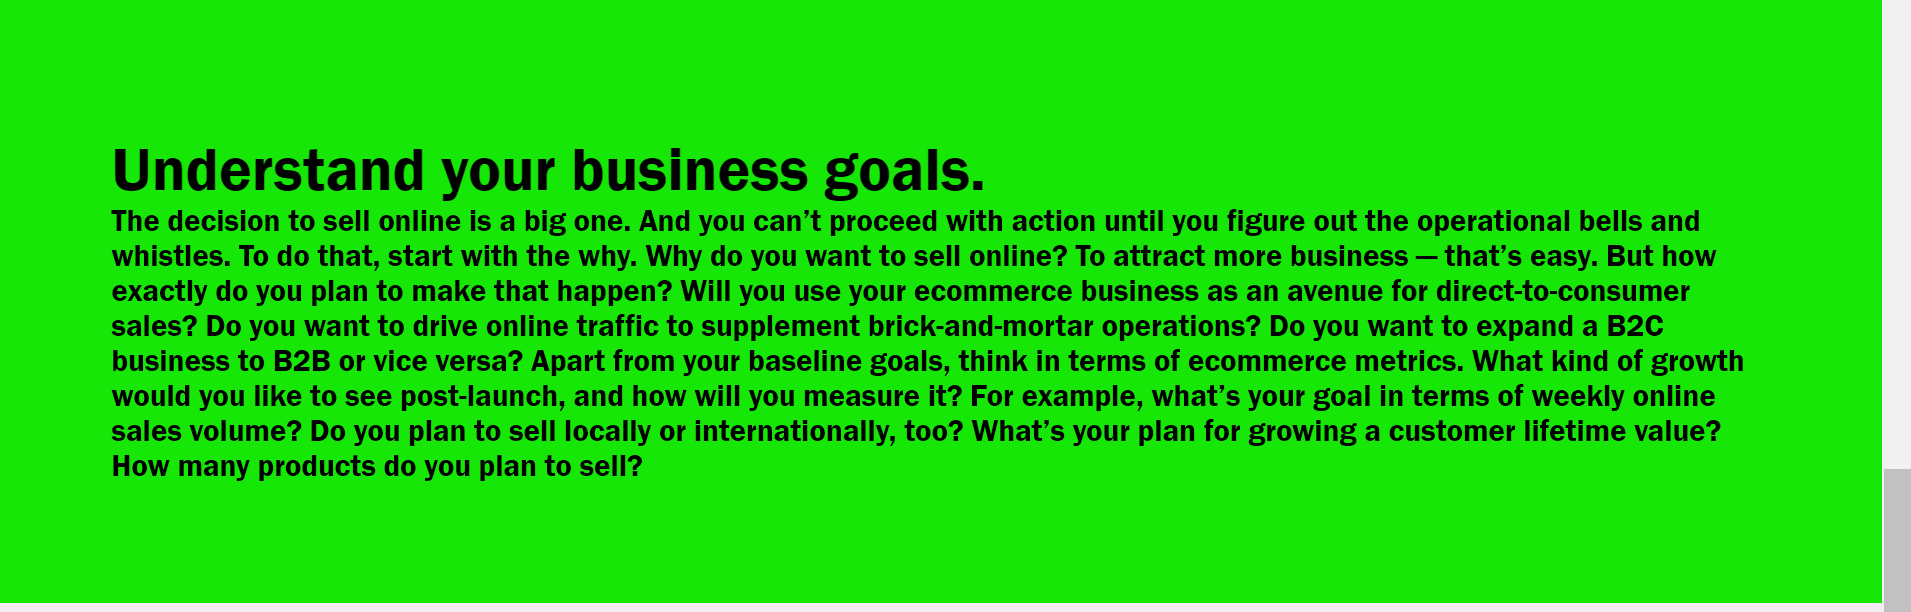 Understand your business goals.
The decision to sell online is a big one. And you can’t proceed with action until you figure out the operational bells and
whistles. To do that, start with the why. Why do you want to sell online? To attract more business — that’s easy. But how
exactly do you plan to make that happen? Will you use your ecommerce business as an avenue for direct-to-consumer
sales? Do you want to drive online traffic to supplement brick-and-mortar operations? Do you want to expand a B2C
business to B2B or vice versa? Apart from your baseline goals, think in terms of ecommerce metrics. What kind of growth
would you like to see post-launch, and how will you measure it? For example, what’s your goal in terms of weekly online
sales volume? Do you plan to sell locally or internationally, too? What’s your plan for growing a customer lifetime value?
How many products do you plan to sell?